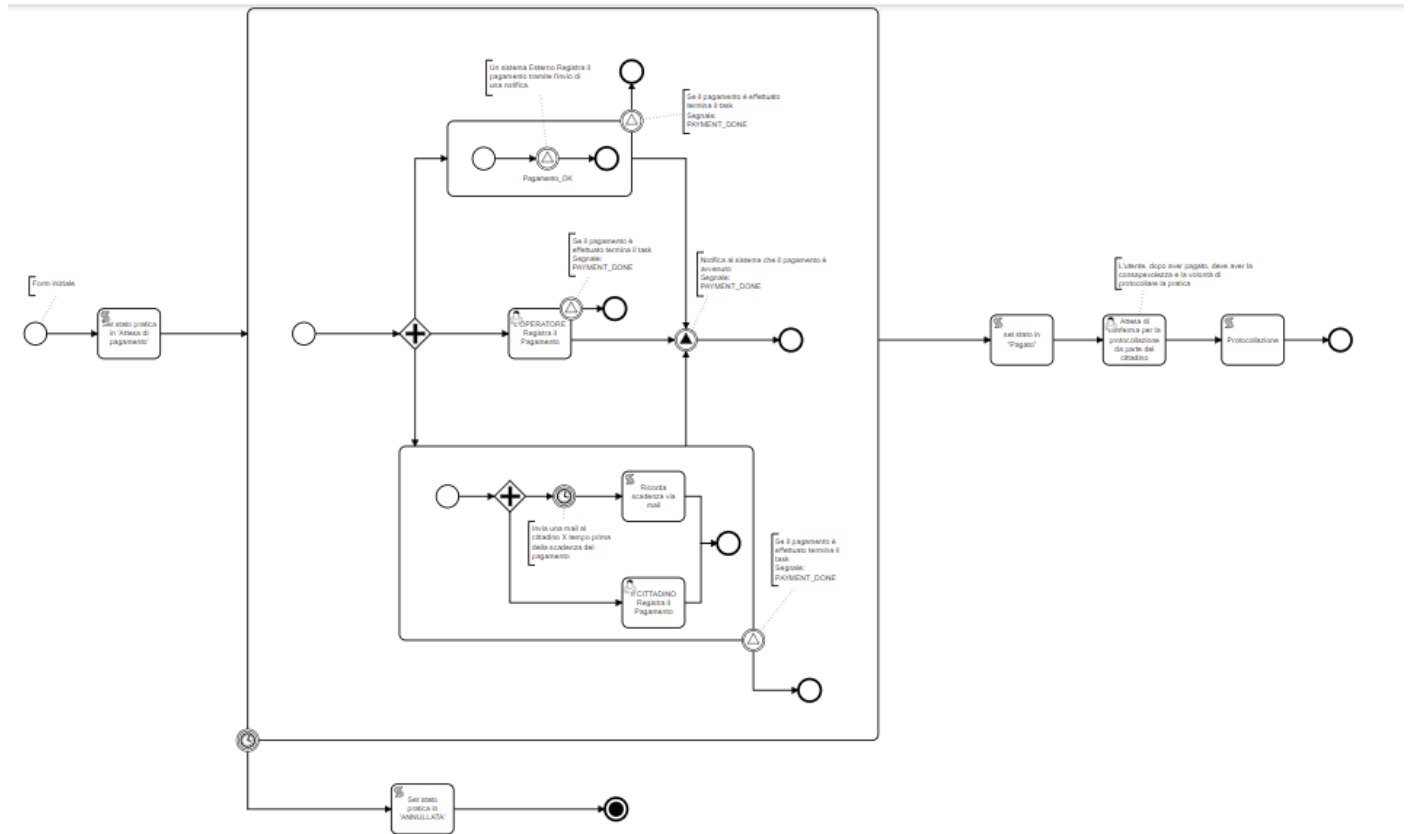 Un sistema Esterno Registra il
pagamento tramite l'invio di
una notifica.
Se il pagamento è effettuato
termina il task
Segnale:
PAYMENT_DONE
Pagamento_OK
Se il pagamento è
effettuato termina il task
Segnale:
PAYMENT_DONE
Notifica al sistema che il pagamento è
avvenuto
Segnale:
PAYMENT_DONE
L'utente, dopo aver pagato, deve aver la
consapevolezza e la volontà di
protocollare la pratica
Form iniziale
Set stato pratica
in 'Attesa di
pagamento'
L'OPERATORE
Registra il
Pagamento
set stato in
"Pagato"
Attesa di
conferma per la
protocollazione
da parte del
cittadino
Protocollazione
Ricorda
scadenza via
mail
Invia una mail al
cittadino X tempo prima
della scadenza del
pagamento
Se il pagamento è
effettuato termina il
task
Segnale:
PAYMENT_DONE
CITTADINO
Registra il
Pagamento
Set stato
pratica in
'ANNULLATA'